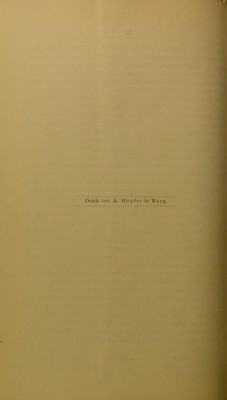 Druck von A. Hopfer in Burg.